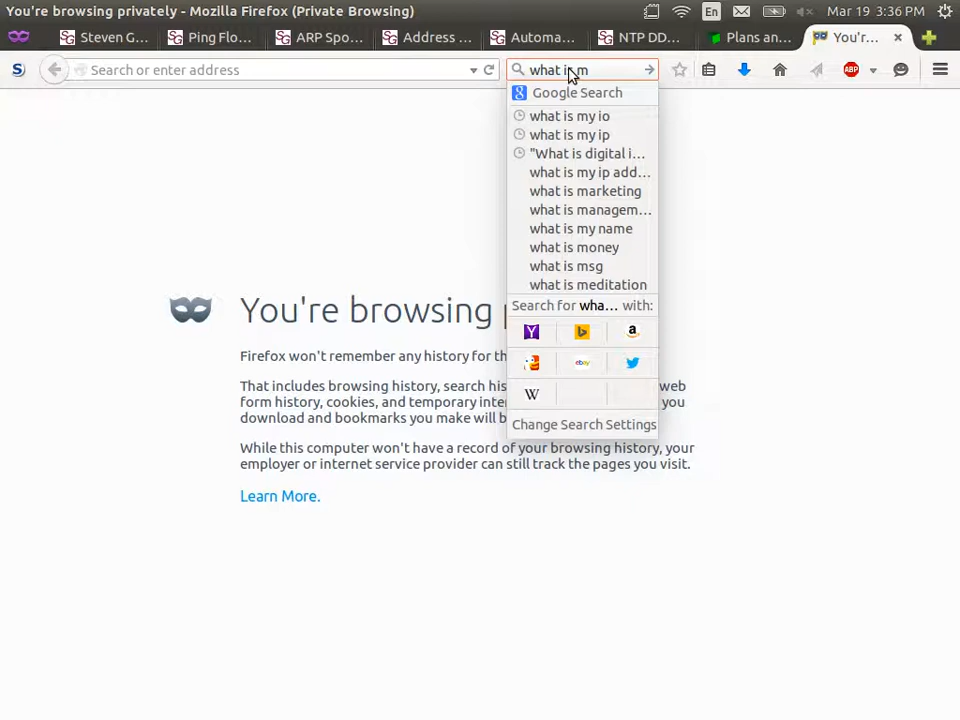 You're browsing privately - Mozilla Firefox (Private Browsing)
En
Mar 19 3:36 PM
Steven G...
Ping Flo...
ARP Spo...
Address ...
Automa...
NTP DD...
Plans an...
You'r...
Search or enter address
what is m
ABP
Google Search
what is my io
what is my ip
"What is digital i...
what is my ip add...
what is marketing
what is managem...
what is my name
what is money
what is msg
what is meditation
Search for wha... with:
ebay
W
Change Search Settings
You're browsing
Firefox won't remember any history for th
That includes browsing history, search his
web
form history, cookies, and temporary inte
you
download and bookmarks you make will b
While this computer won't have a record of your browsing history, your
employer or internet service provider can still track the pages you visit.
Learn More.